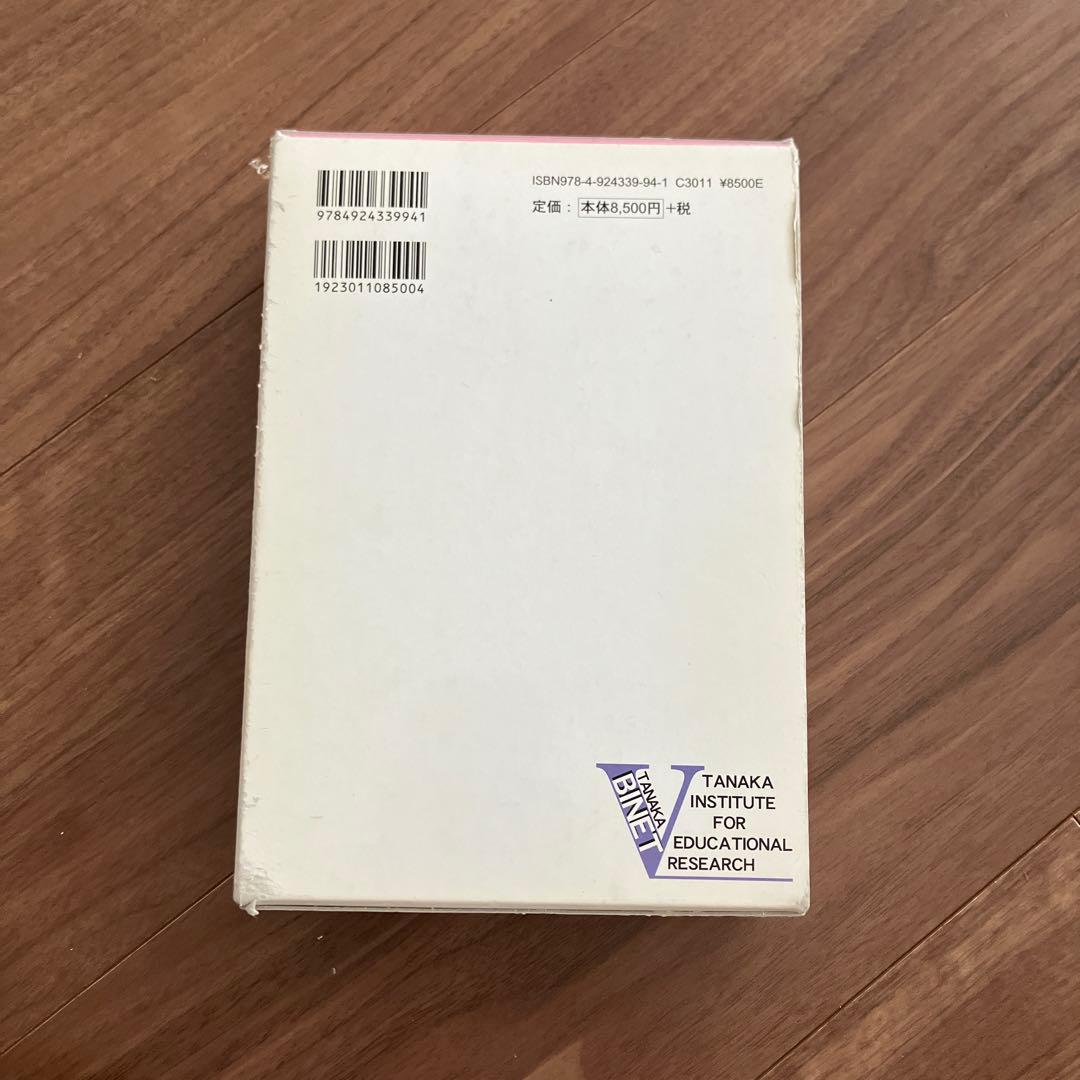 ISBN978-4-924339-94-1 C3011 ¥8500E
定価：本体8,500円+税
9784924339941
1923011085004
TANAKA
BINET
V
TANAKA
INSTITUTE
FOR
EDUCATIONAL
RESEARCH